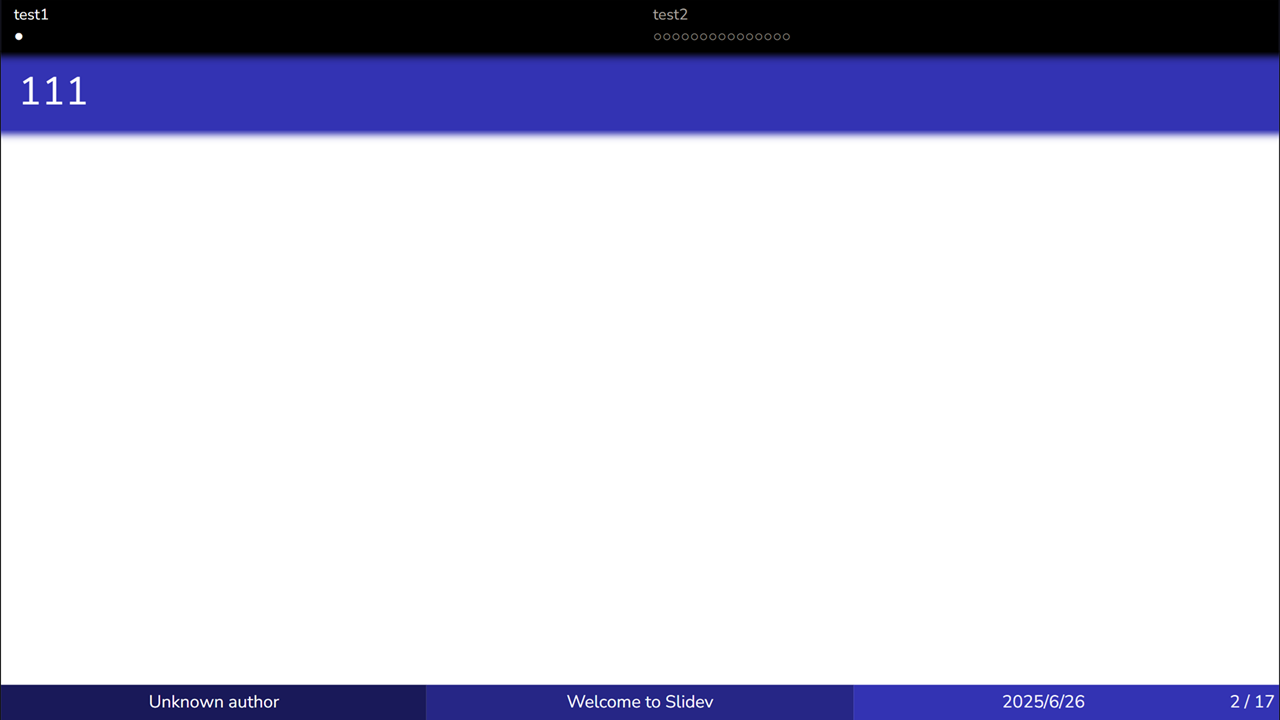 test1
test2
111
Unknown author
Welcome to Slidev
2025/6/26
2 / 17